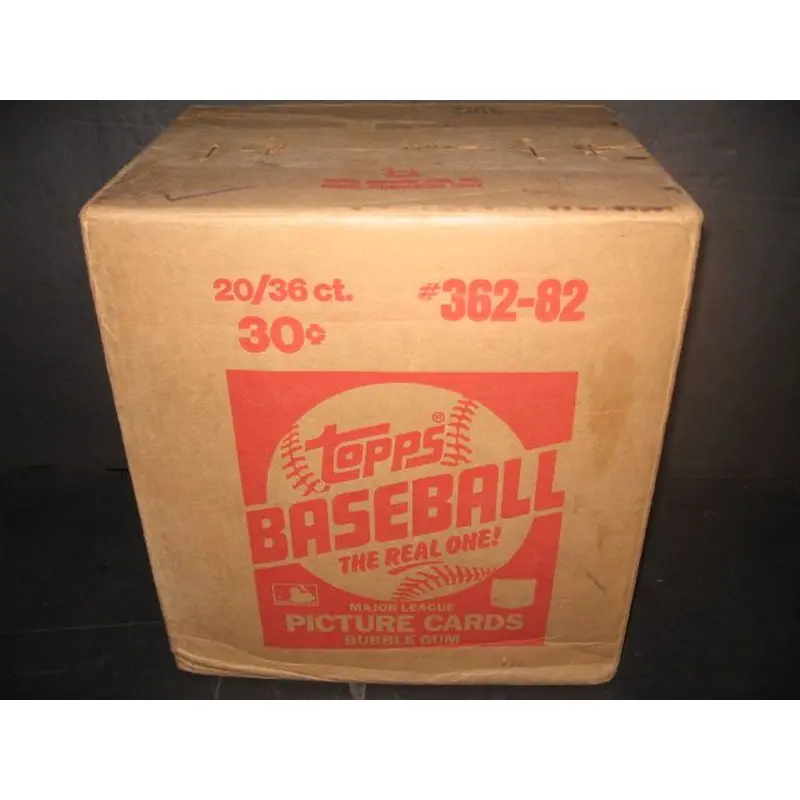 20/36 ct. #362-82
30¢
topps®
BASEBALL
THE REAL ONE!
MAJOR LEAGUE
PICTURE CARDS
BUBBLE GUM